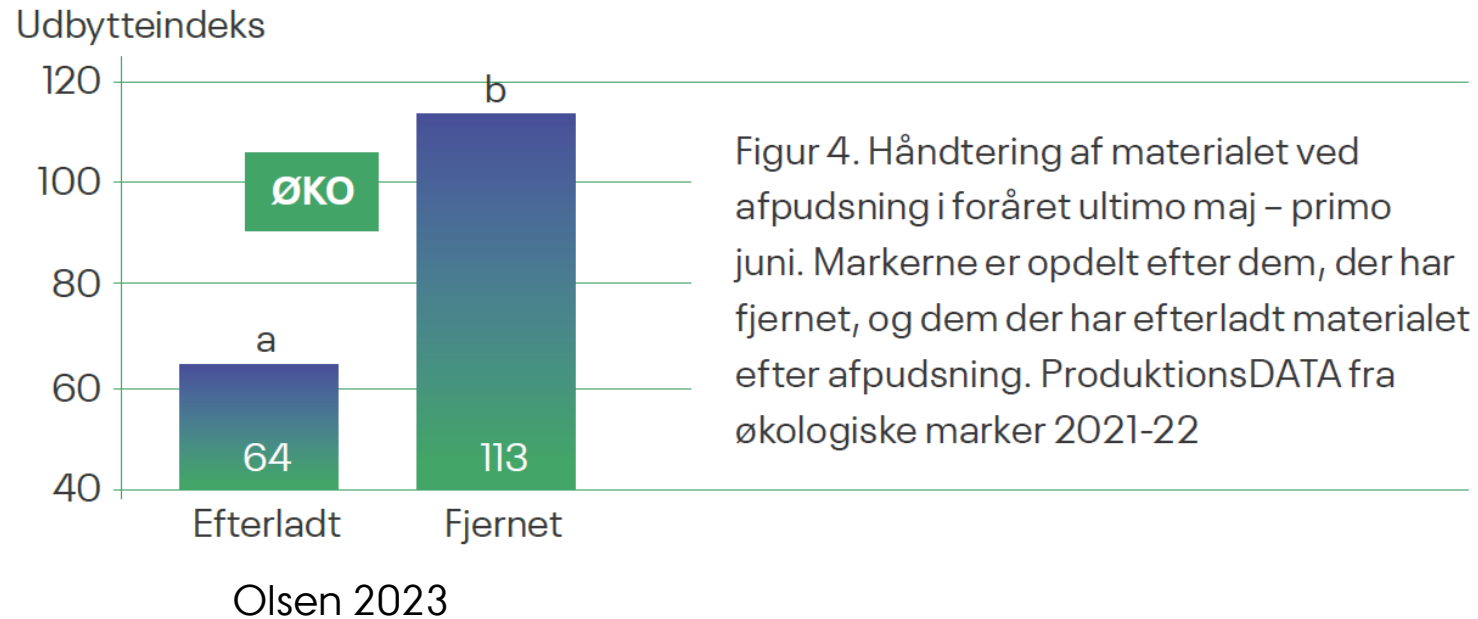 Udbytteindeks
120
100
80
60
40
a
b
ØKO
64
113
Efterladt
Fjernet
Figur 4. Håndtering af materialet ved
afpudsning i foråret ultimo maj – primo
juni. Markerne er opdelt efter dem, der har
fjernet, og dem der har efterladt materialet
efter afpudsning. ProduktionsDATA fra
økologiske marker 2021-22
Olsen 2023